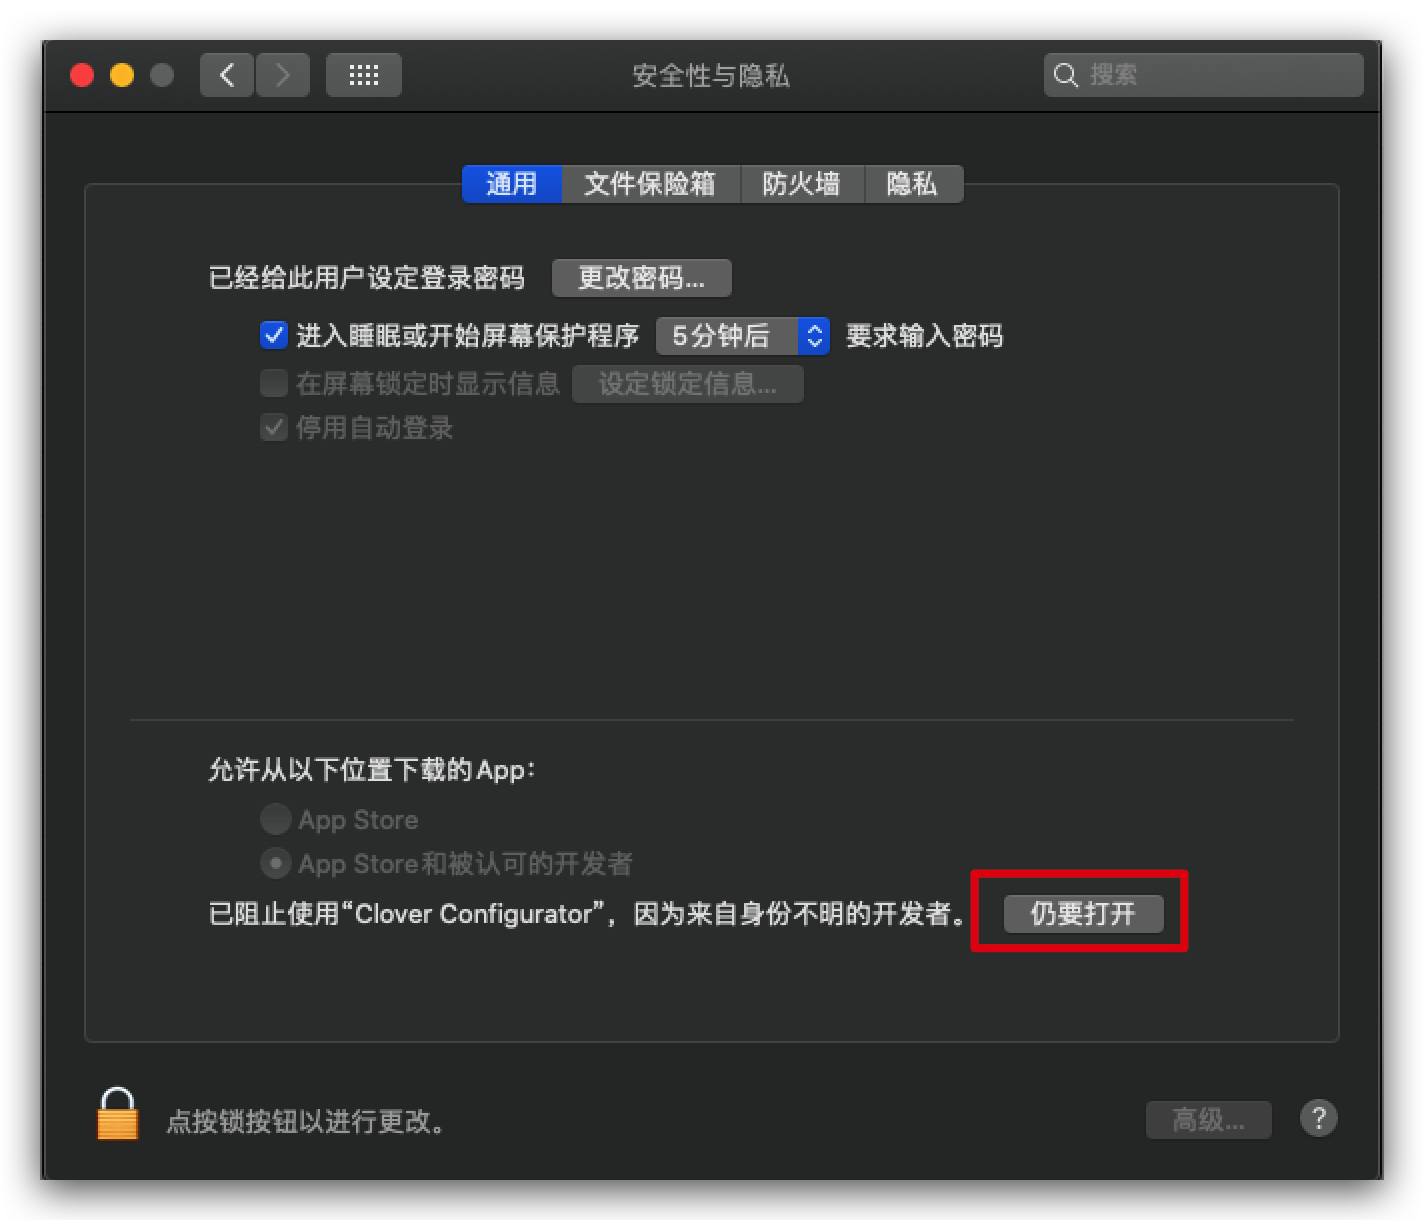 安全性与隐私
搜索
通用 文件保险箱 防火墙 隐私
已经给此用户设定登录密码 更改密码...
进入睡眠或开始屏幕保护程序 5分钟后 要求输入密码
在屏幕锁定时显示信息 设定锁定信息...
停用自动登录
允许从以下位置下载的App：
App Store
App Store和被认可的开发者
已阻止使用“Clover Configurator”，因为来自身份不明的开发者。 仍要打开
点按锁按钮以进行更改。
高级... ?